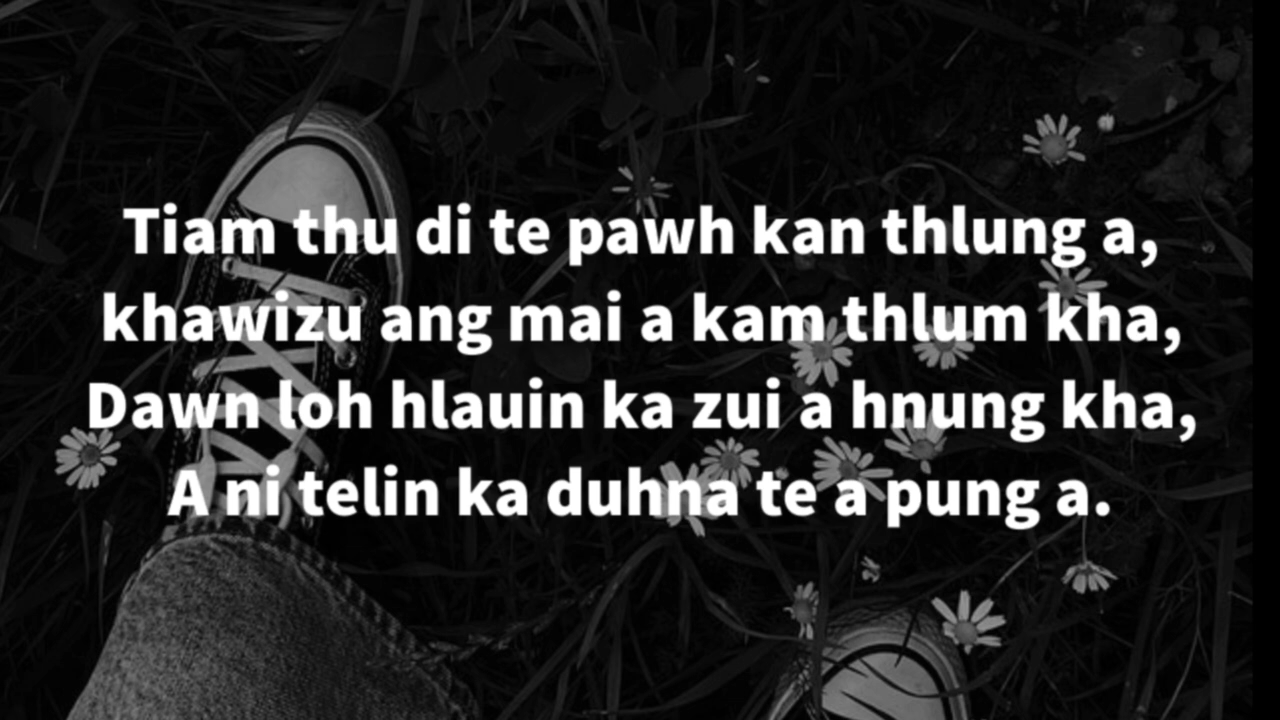 Tiam thu di te pawh kan thlung a,
khawizu ang mai a kam thlum kha,
Dawn loh hlauin ka zui a hnung kha,
A ni telin ka duhna te a pung a.